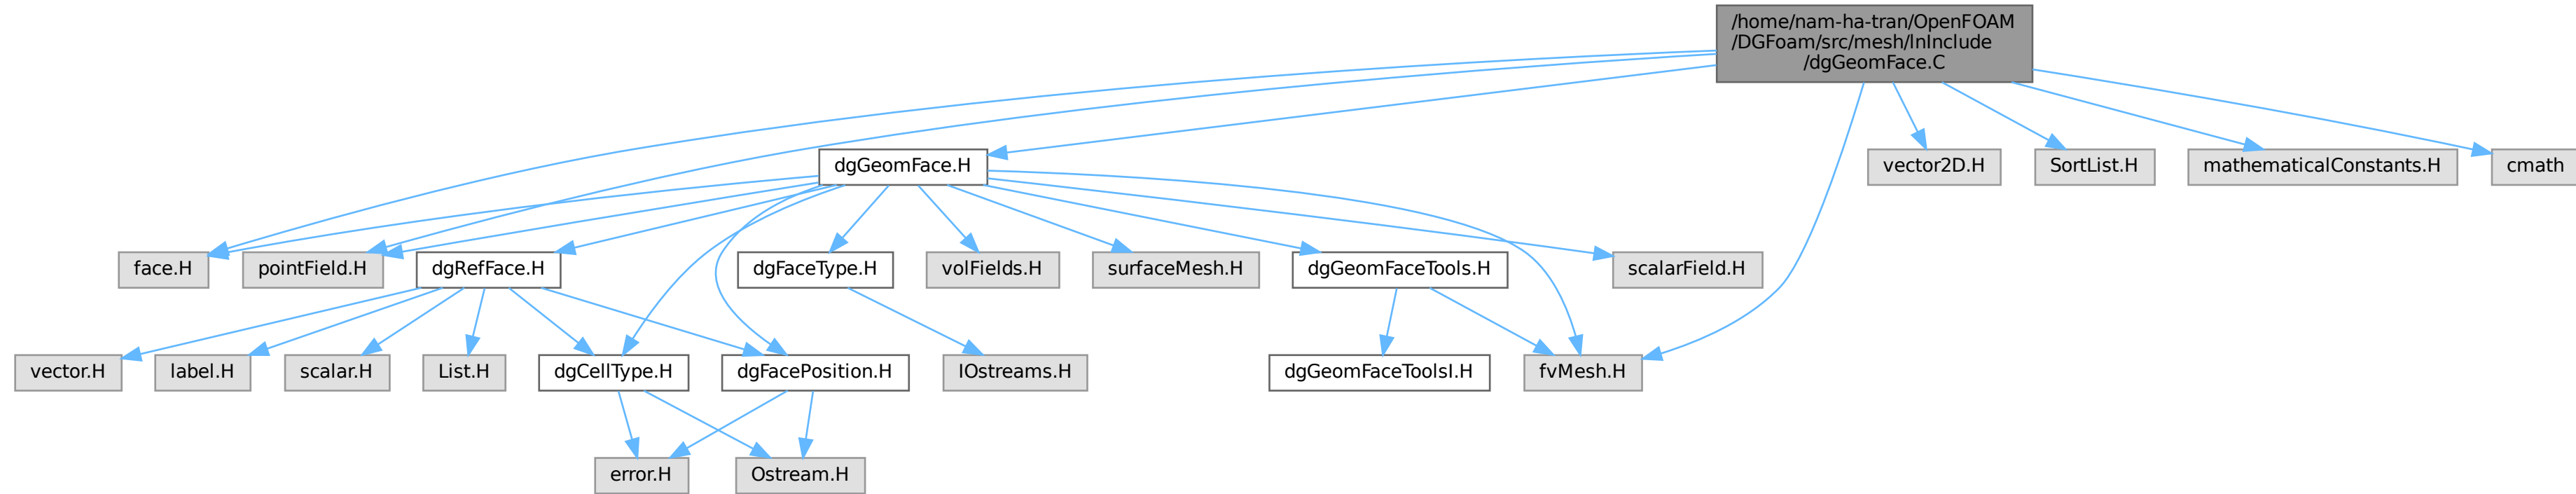 /home/nam-ha-tran/OpenFOAM
/DGFoam/src/mesh/lnInclude
/dgGeomFace.C
dgGeomFace.H
vector2D.H
SortList.H
mathematicalConstants.H
cmath
face.H
pointField.H
dgRefFace.H
dgFaceType.H
volFields.H
surfaceMesh.H
dgGeomFaceTools.H
scalarField.H
vector.H
label.H
scalar.H
List.H
dgCellType.H
dgFacePosition.H
IOstreams.H
dgGeomFaceToolsI.H
fvMesh.H
error.H
Ostream.H